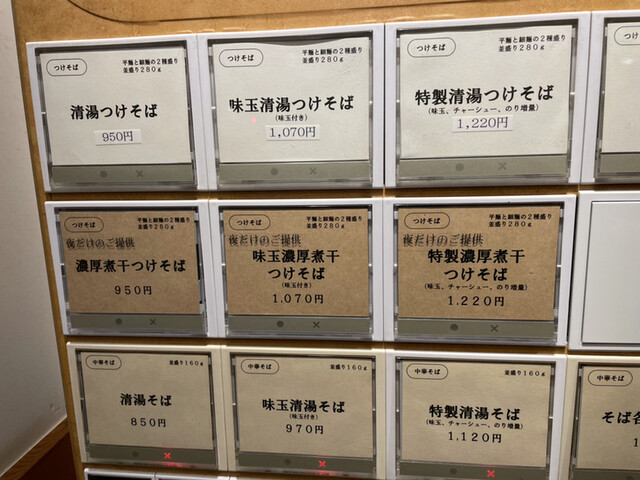 つけそば
平麺と細麺の2種盛り
並盛り280g
清湯つけそば
950円
つけそば
平麺と細麺の2種盛り
並盛り280g
味玉清湯つけそば
(味玉付き)
1,070円
つけそば
平麺と細麺の2種盛り
並盛り280g
特製清湯つけそば
(味玉、チャーシュー、のり増量)
1,220円
つけそば
平麺と細麺の2種盛り
並盛り280g
夜だけのご提供
濃厚煮干つけそば
950円
つけそば
平麺と細麺の2種盛り
並盛り280g
夜だけのご提供
味玉濃厚煮干
つけそば
(味玉付き)
1,070円
つけそば
平麺と細麺の2種盛り
並盛り280g
夜だけのご提供
特製濃厚煮干
つけそば
(味玉、チャーシュー、のり増量)
1,220円
中華そば
並盛り160g
清湯そば
850円
中華そば
並盛り160g
味玉清湯そば
(味玉付き)
970円
中華そば
並盛り160g
特製清湯そば
(味玉、チャーシュー、のり増量)
1,120円
つけ
中華そば
そば各